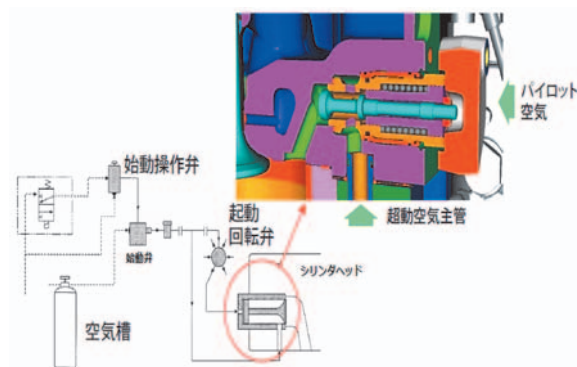 パイロット
空気
超動空気主管
始動操作弁
起動
回転弁
始動弁
シリンダヘッド
空気槽